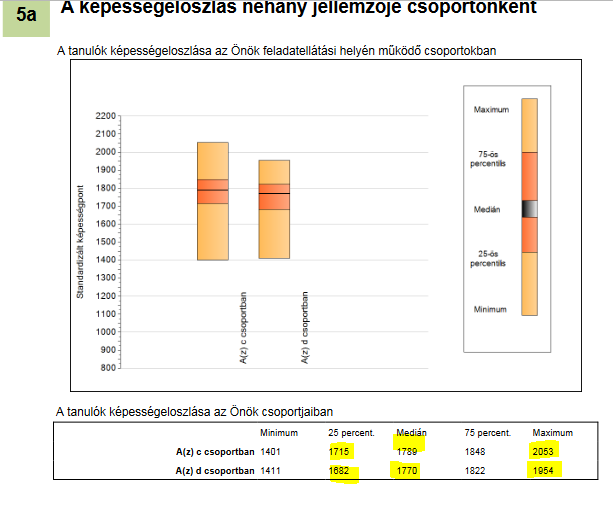 5a
A képességeloszlás néhány jellemzője csoportonként
A tanulók képességeloszlása az Önök feladatellátási helyén működő csoportokban
Standardizált képességpont
2200
2100
2000
1900
1800
1700
1600
1500
1400
1300
1200
1100
1000
900
800
A(z) c csoportban
A(z) d csoportban
Maximum
75-ös
percentilis
Medián
25-ös
percentilis
Minimum
A tanulók képességeloszlása az Önök csoportjaiban
Minimum 25 percent. Medián 75 percent. Maximum
A(z) c csoportban 1401 1715 1789 1848 2053
A(z) d csoportban 1411 1682 1770 1822 1954